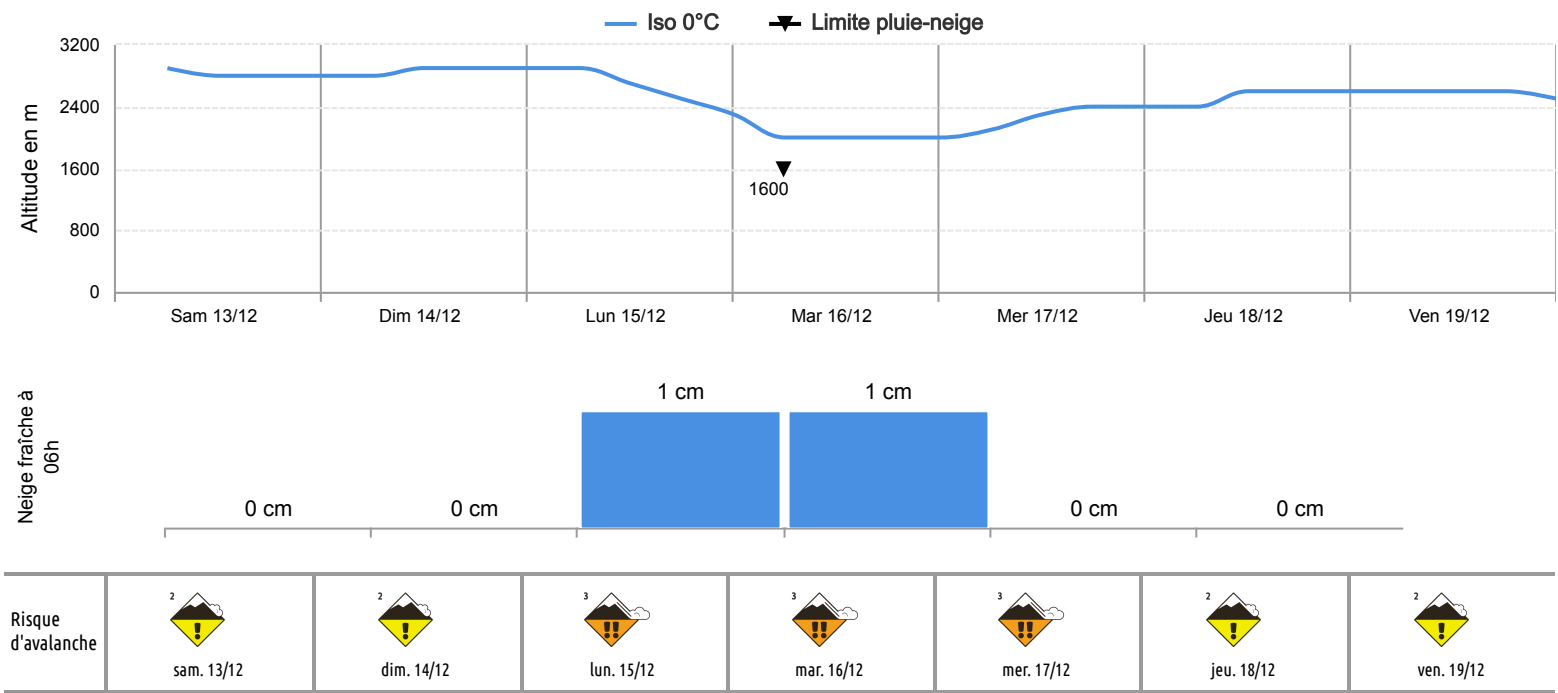 Iso 0°C Limite pluie-neige
Altitude en m
3200
2400
1600
800
0
1600
Sam 13/12 Dim 14/12 Lun 15/12 Mar 16/12 Mer 17/12 Jeu 18/12 Ven 19/12
Neige fraîche à
06h
0 cm 0 cm 1 cm 1 cm 0 cm 0 cm
Risque
d'avalanche
2 2 3 3 3 2 2
! ! !! !! !! ! !
sam. 13/12 dim. 14/12 lun. 15/12 mar. 16/12 mer. 17/12 jeu. 18/12 ven. 19/12